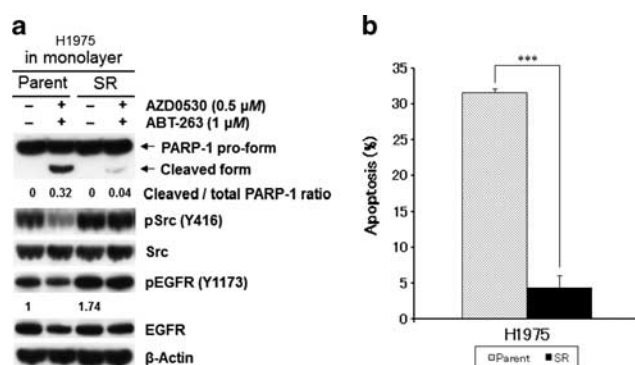 a
H1975
in monolayer
Parent SR
– + – + AZD0530 (0.5 μM)
– + – + ABT-263 (1 μM)
PARP-1 pro-form
Cleaved form
0 0.32 0 0.04 Cleaved / total PARP-1 ratio
pSrc (Y416)
Src
pEGFR (Y1173)
1 1.74
EGFR
β-Actin
b
***
35
30
25
20
15
10
5
0
Apoptosis (%)
H1975
Parent SR